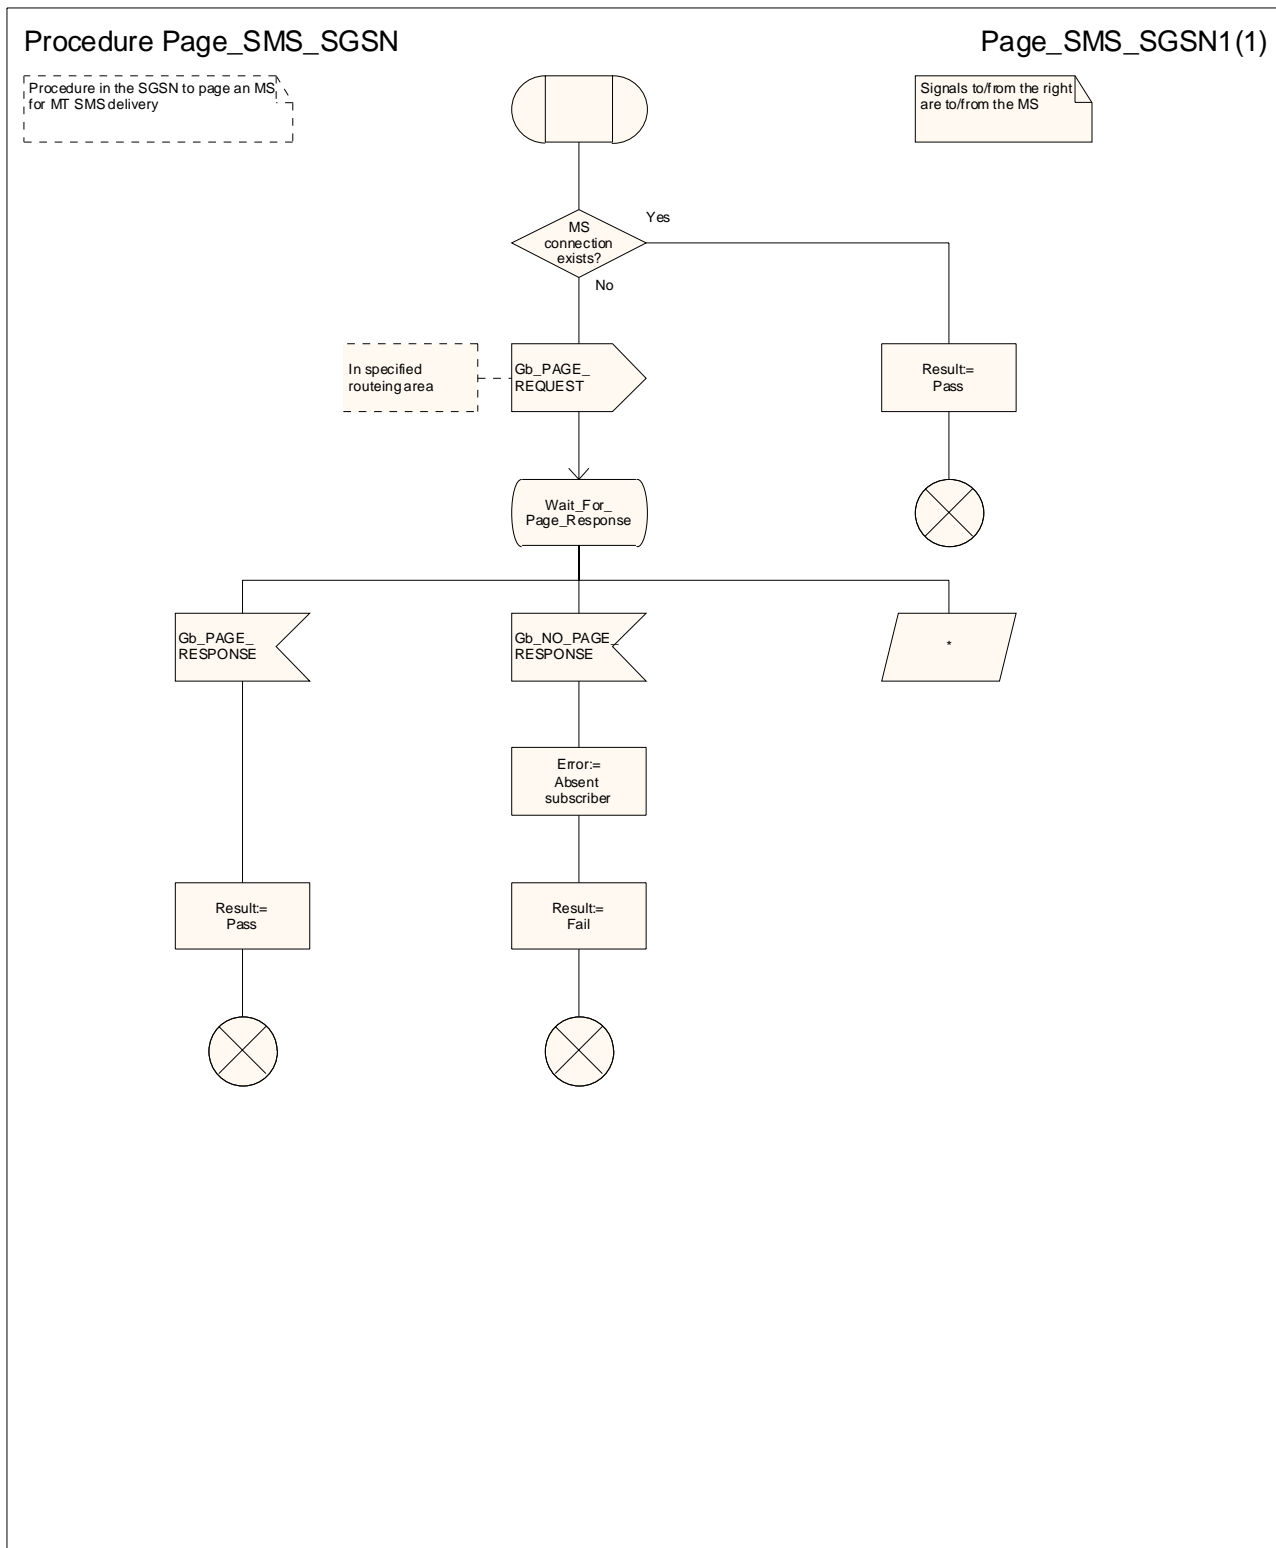 Procedure Page_SMS_SGSN
Page_SMS_SGSN1(1)
Procedure in the SGSN to page an MS
for MT SMS delivery
Signals to/from the right
are to/from the MS
MS
connection
exists?
Yes
No
In specified
routeing area
Gb_PAGE_
REQUEST
Result:=
Pass
Wait_For_
Page_Response
Gb_PAGE_
RESPONSE
Gb_NO_PAGE_
RESPONSE
*
Error:=
Absent
subscriber
Result:=
Pass
Result:=
Fail